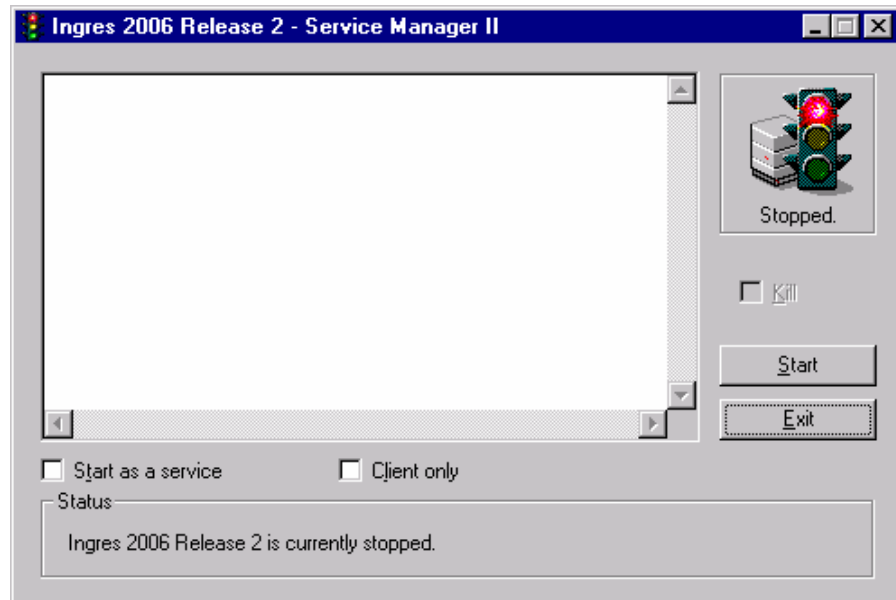 Ingres 2006 Release 2 - Service Manager II
Stopped.
Kill
Start
Exit
Start as a service
Client only
Status
Ingres 2006 Release 2 is currently stopped.